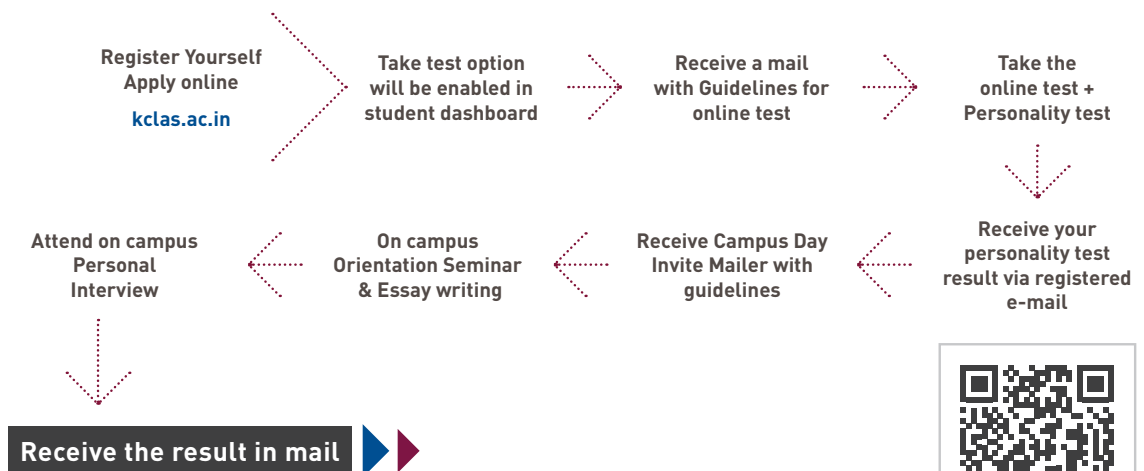 Register Yourself
Apply online
kclas.ac.in
Take test option
will be enabled in
student dashboard
Receive a mail
with Guidelines for
online test
Take the
online test +
Personality test
Receive your
personality test
result via registered
e-mail
Receive Campus Day
Invite Mailer with
guidelines
On campus
Orientation Seminar
& Essay writing
Attend on campus
Personal
Interview
Receive the result in mail